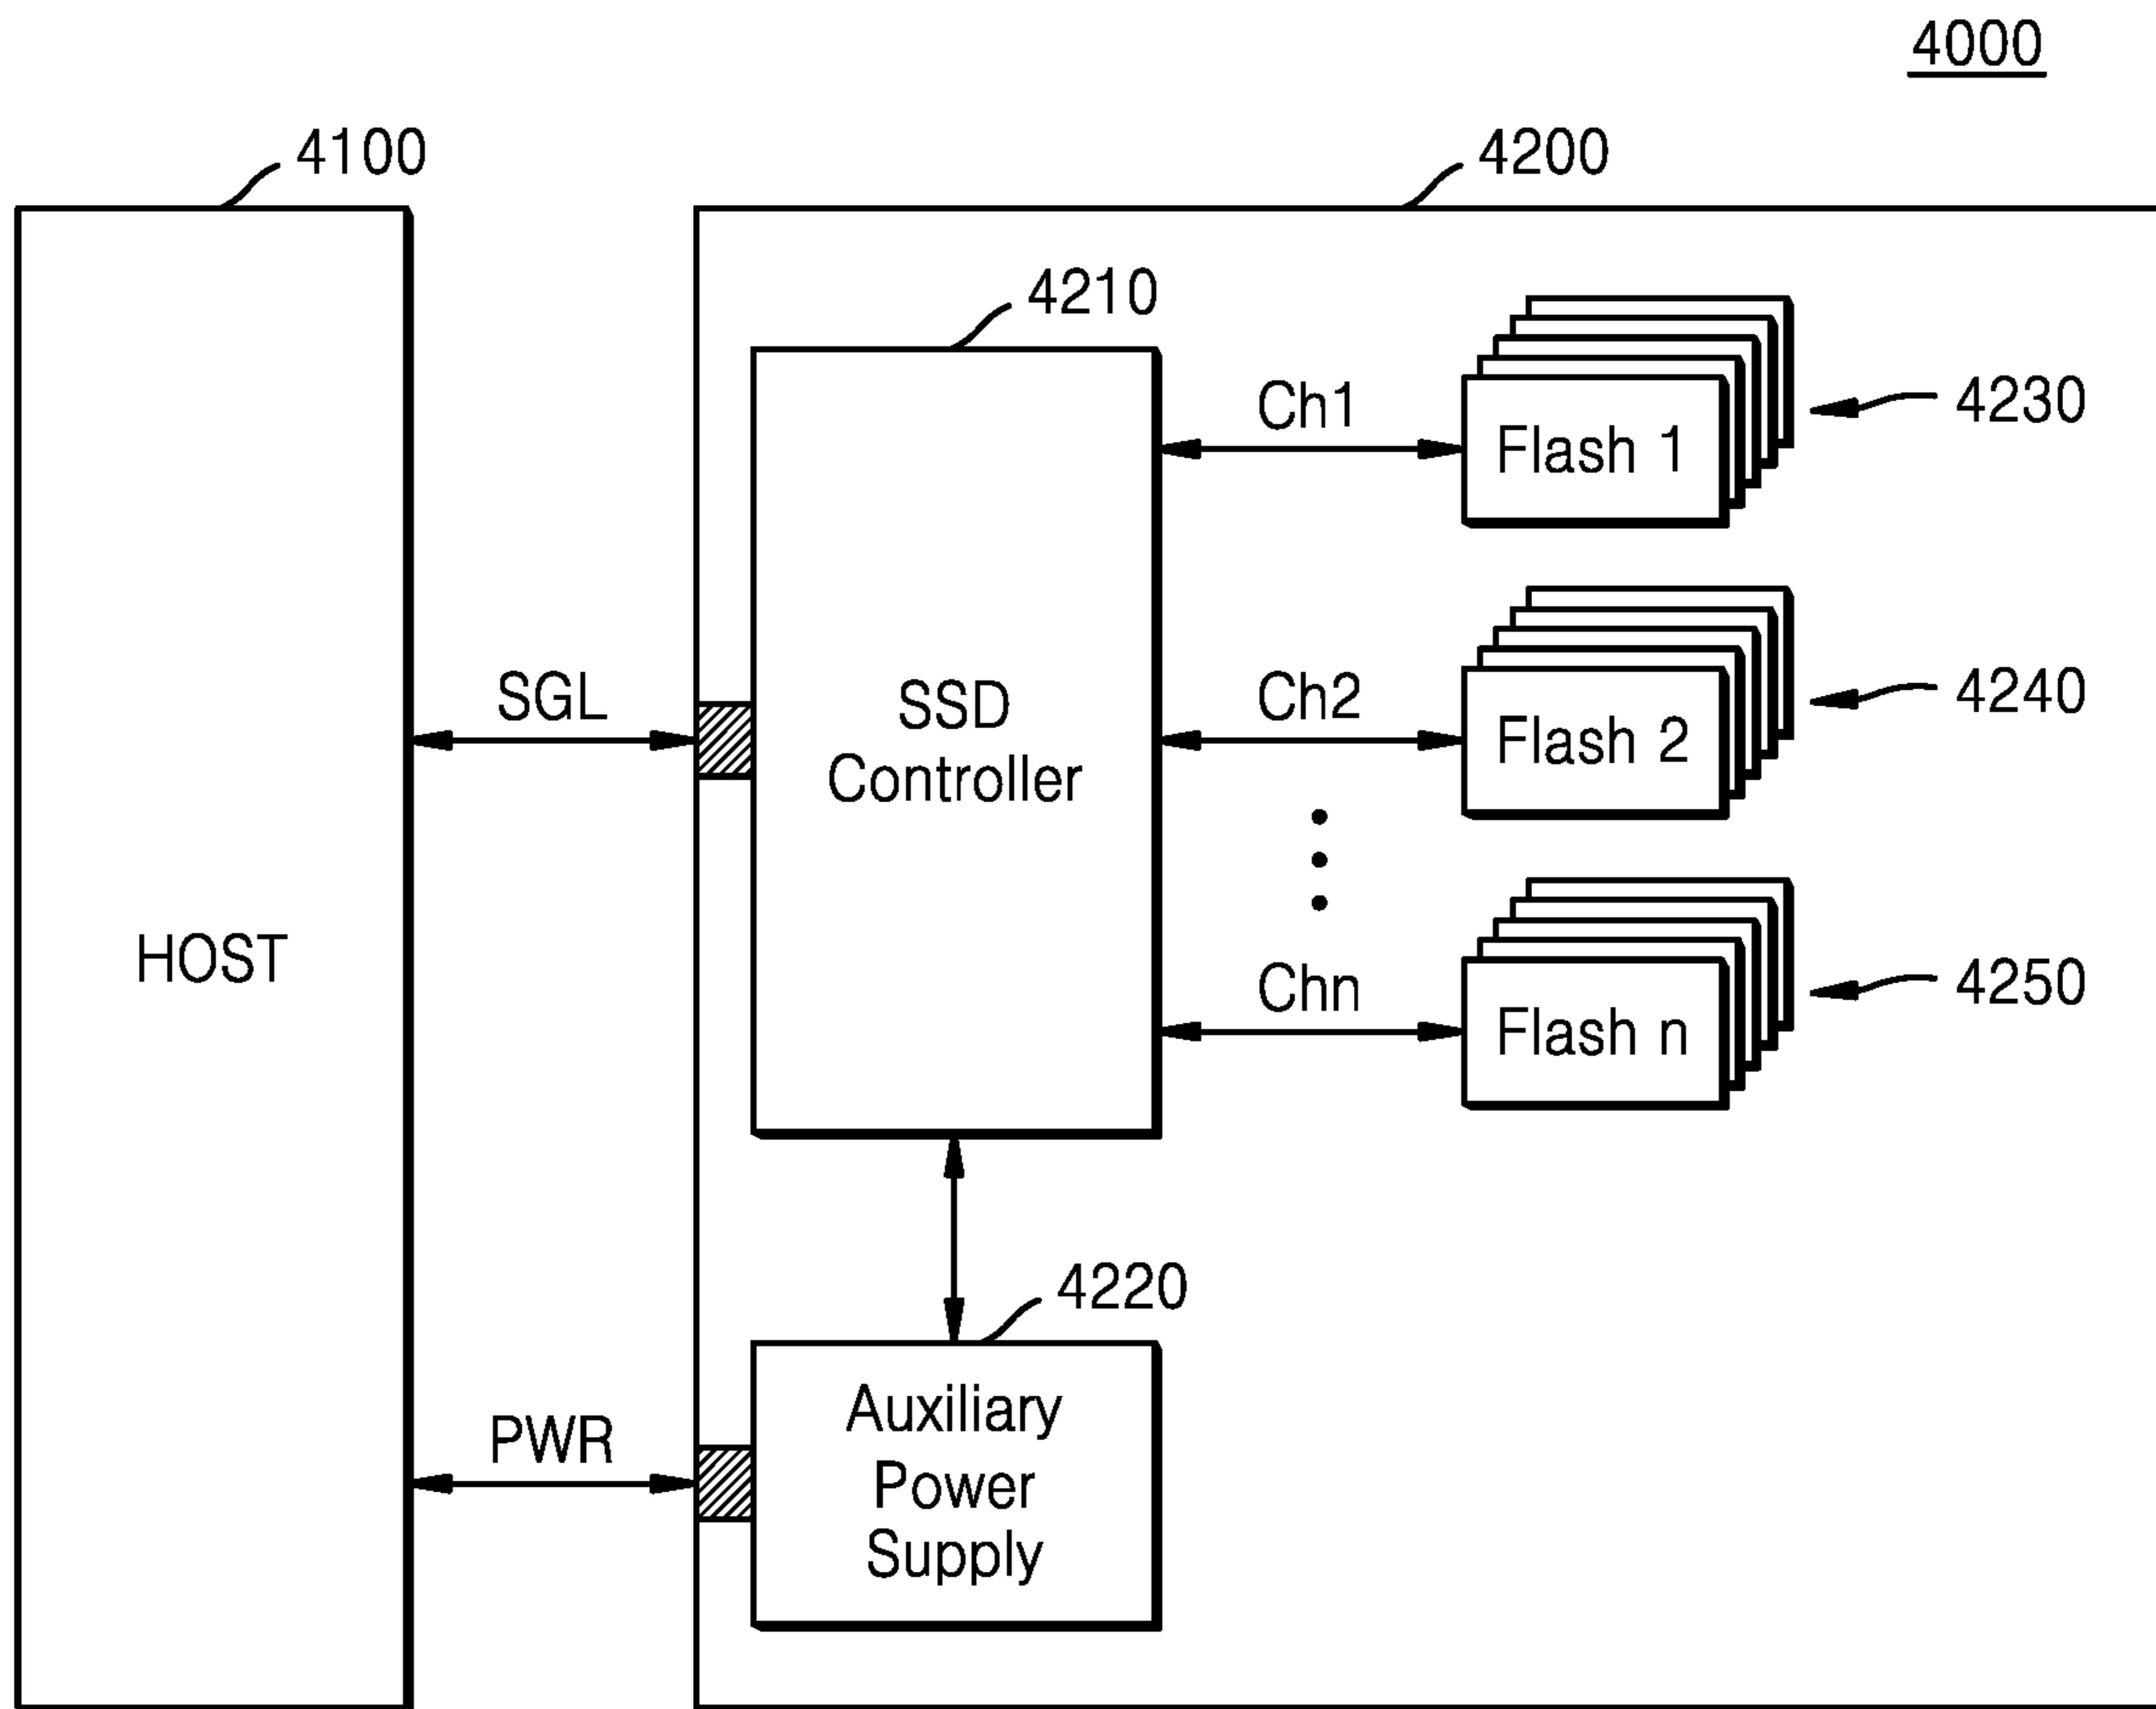 4000
4100
4200
4210
Ch1
Flash 1
4230
SGL
SSD
Controller
Ch2
Flash 2
4240
HOST
Chn
Flash n
4250
4220
PWR
Auxiliary
Power
Supply